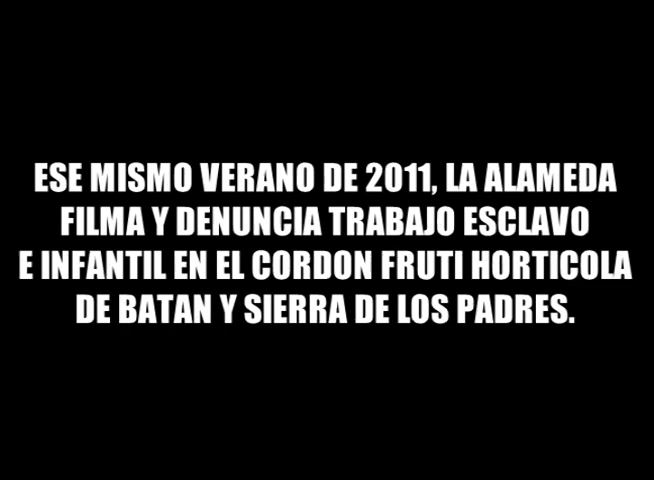 ESE MISMO VERANO DE 2011, LA ALAMEDA
FILMA Y DENUNCIA TRABAJO ESCLAVO
E INFANTIL EN EL CORDON FRUTI HORTICOLA
DE BATAN Y SIERRA DE LOS PADRES.